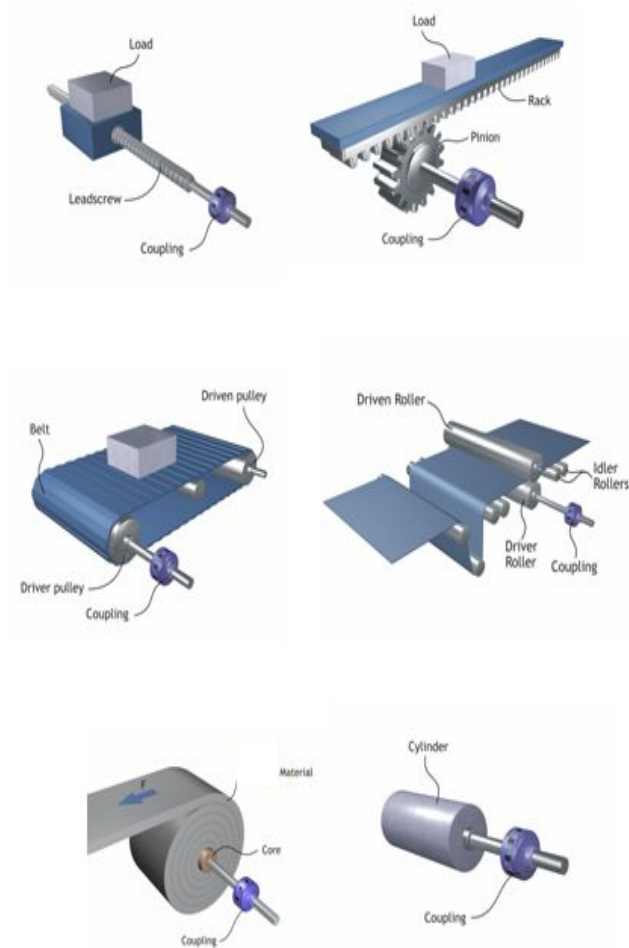 Load
Leadscrew
Coupling
Load
Rack
Pinion
Coupling
Driven pulley
Belt
Driver pulley
Coupling
Driven Roller
Idler
Rollers
Driver
Roller
Coupling
F
Material
Core
Coupling
Cylinder
Coupling